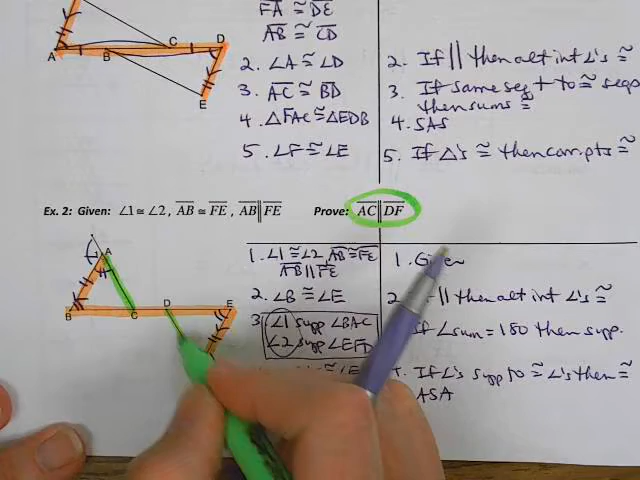 FA ≅ DE
AB ≅ CD
2. ∠A ≅ ∠D
2. If || then alt int ∠'s ≅
3. AC ≅ BD
3. If same seg + to ≅ segs
then sums ≅
4. △FAC ≅ △EDB
4. SAS
5. ∠F ≅ ∠E
5. If △'s ≅ then corr. pts ≅
A B C D
E
Ex. 2: Given: ∠1 ≅ ∠2, AB ≅ FE, AB || FE Prove: AC || DF
1. ∠1 ≅ ∠2, AB ≅ FE
AB || FE
1. Given
2. ∠B ≅ ∠E
2. || then alt int ∠'s ≅
3. ∠1 supp ∠BAC
∠2 supp ∠EFD
If ∠ sum = 180 then supp.
If ∠'s supp to ≅ ∠'s then ≅
ASA
A
B C D E